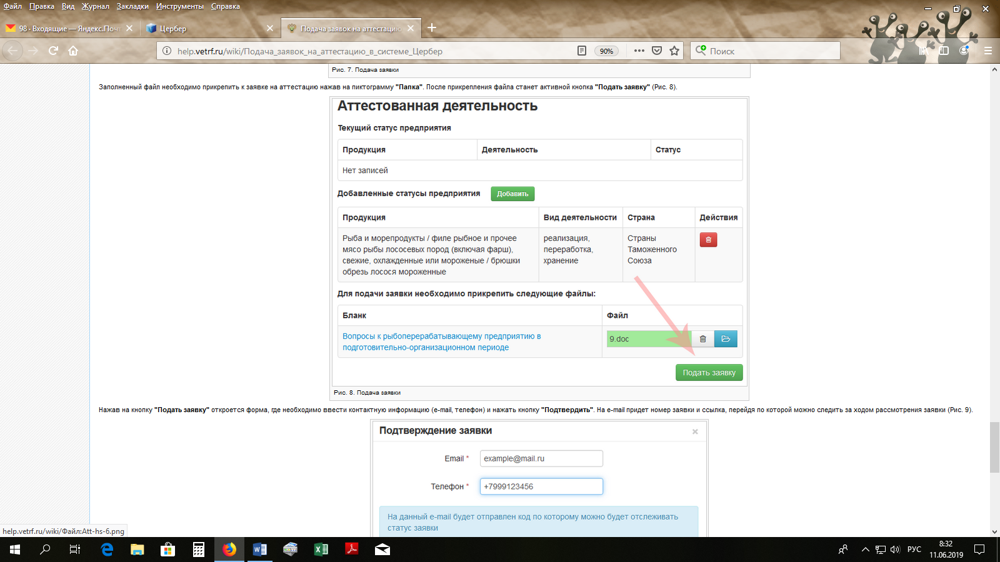 Файл Правка Вид Журнал Закладки Инструменты Справка
98 · Входящие — Яндекс.Почт
Цербер
Подача заявок на аттестацию
help.vetrf.ru/wiki/Подача_заявок_на_аттестацию_в_системе_Цербер
90%
Поиск
Рис. 7. Подача заявки
Заполненный файл необходимо прикрепить к заявке на аттестацию нажав на пиктограмму "Папка". После прикрепления файла станет активной кнопка "Подать заявку" (Рис. 8).
Аттестованная деятельность
Текущий статус предприятия
Продукция Деятельность Статус
Нет записей
Добавленные статусы предприятия Добавить
Продукция Вид деятельности Страна Действия
Рыба и морепродукты / филе рыбное и прочее реализация, Страны
мясо рыбы лососевых пород (включая фарш), переработка, Таможенного
свежие, охлажденные или мороженые / брюшки хранение Союза
обрезь лосося мороженные
Для подачи заявки необходимо прикрепить следующие файлы:
Бланк Файл
Вопросы к рыбоперерабатывающему предприятию в
подготовительно-организационном периоде
9.doc
Подать заявку
Рис. 8. Подача заявки
Нажав на кнопку "Подать заявку" откроется форма, где необходимо ввести контактную информацию (e-mail, телефон) и нажать кнопку "Подтвердить". На e-mail придет номер заявки и ссылка, перейдя по которой можно следить за ходом рассмотрения заявки (Рис. 9).
Подтверждение заявки
Email * example@mail.ru
Телефон * +7999123456
На данный e-mail будет отправлен код по которому можно будет отслеживать
статус заявки
help.vetrf.ru/wiki/Файл:Att-hs-6.png
РУС
8:32
11.06.2019